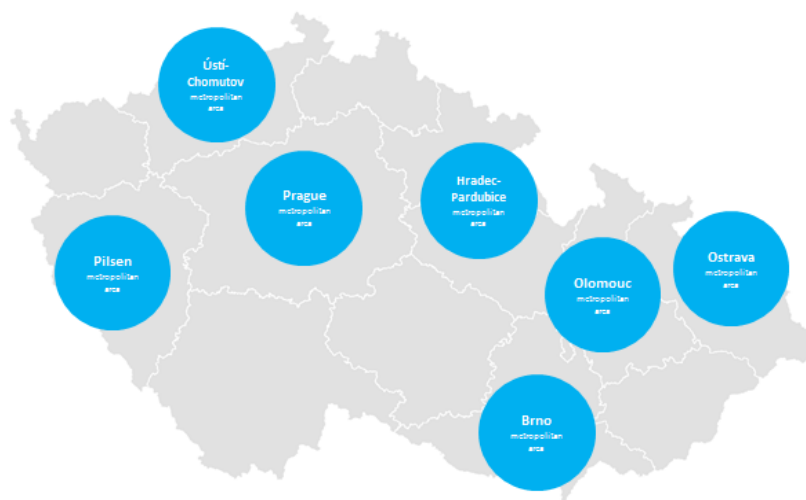 Ústí-
Chomutov
metropolitan
area
Prague
metropolitan
area
Hradec-
Pardubice
metropolitan
area
Pilsen
metropolitan
area
Olomouc
metropolitan
area
Ostrava
metropolitan
area
Brno
metropolitan
area